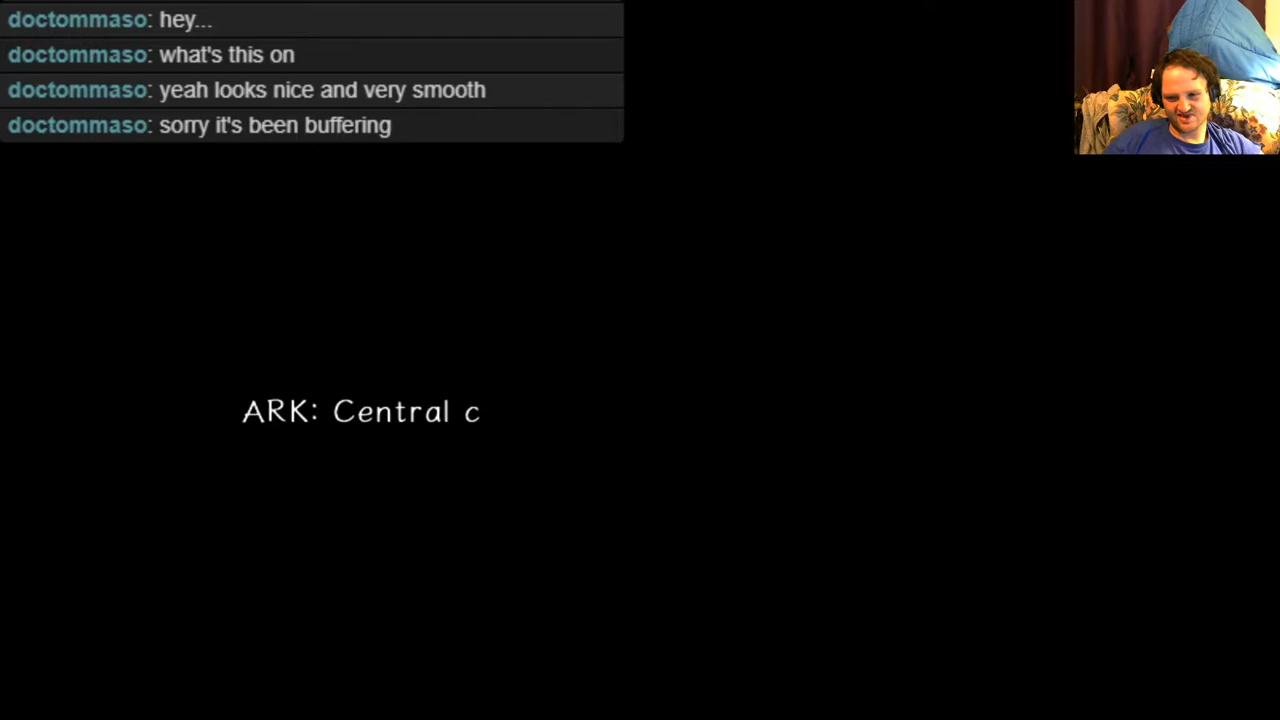 doctommaso: hey...
doctommaso: what's this on
doctommaso: yeah looks nice and very smooth
doctommaso: sorry it's been buffering
ARK: Central c